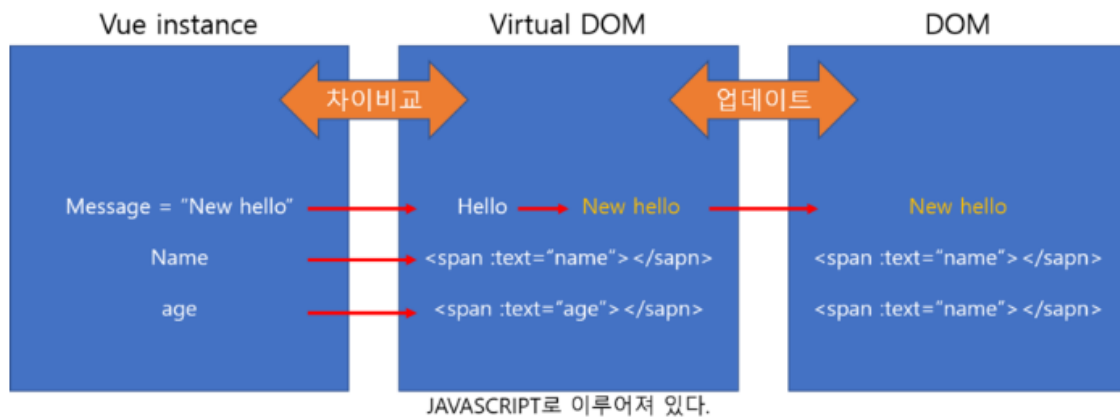 Vue instance
Virtual DOM
DOM
차이비교
업데이트
Message = "New hello"
Hello
New hello
New hello
Name
<span :text="name"></sapn>
<span :text="name"></sapn>
age
<span :text="age"></sapn>
<span :text="name"></sapn>
JAVASCRIPT로 이루어져 있다.